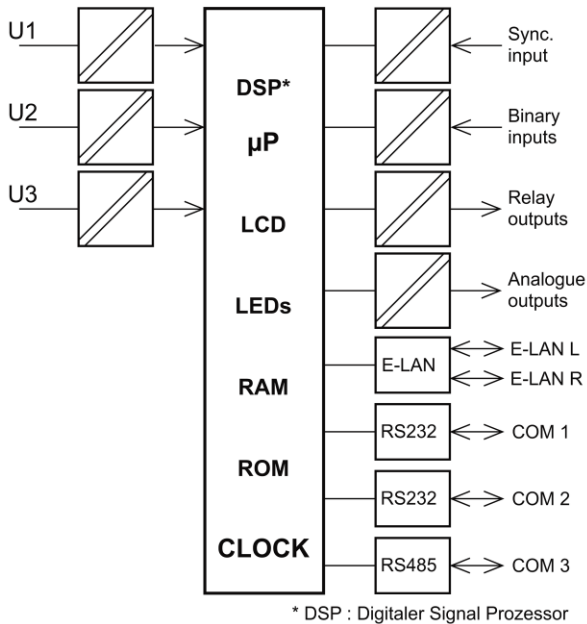 U1
U2
U3
DSP*
µP
LCD
LEDs
RAM
ROM
CLOCK
Sync.
input
Binary
inputs
Relay
outputs
Analogue
outputs
E-LAN
E-LAN L
E-LAN R
RS232
COM 1
RS232
COM 2
RS485
COM 3
* DSP : Digitaler Signal Prozessor